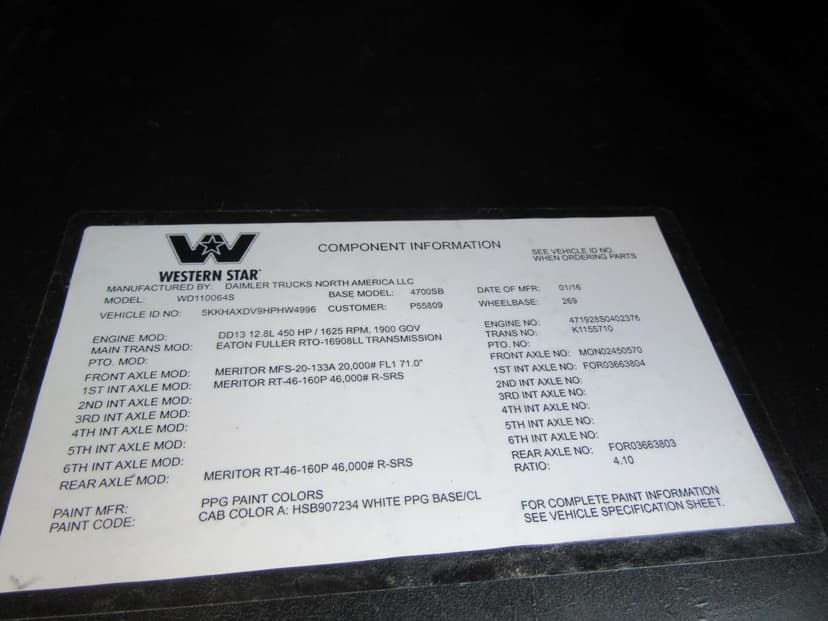 WESTERN STAR
COMPONENT INFORMATION
SEE VEHICLE ID NO.
WHEN ORDERING PARTS
MANUFACTURED BY: DAIMLER TRUCKS NORTH AMERICA LLC
MODEL: WD110064S BASE MODEL: 4700SB DATE OF MFR: 01/16
VEHICLE ID NO: 5KKHAXDV9HPHW4996 CUSTOMER: P55809 WHEELBASE: 269
ENGINE MOD: DD13 12.8L 450 HP / 1625 RPM, 1900 GOV ENGINE NO: 471928S0402376
MAIN TRANS MOD: EATON FULLER RTO-16908LL TRANSMISSION TRANS NO: K1155710
PTO. MOD: PTO. NO:
FRONT AXLE MOD: MERITOR MFS-20-133A 20,000# FL1 71.0" FRONT AXLE NO: MON02450570
1ST INT AXLE MOD: MERITOR RT-46-160P 46,000# R-SRS 1ST INT AXLE NO: FOR03663804
2ND INT AXLE MOD: 2ND INT AXLE NO:
3RD INT AXLE MOD: 3RD INT AXLE NO:
4TH INT AXLE MOD: 4TH INT AXLE NO:
5TH INT AXLE MOD: 5TH INT AXLE NO:
6TH INT AXLE MOD: 6TH INT AXLE NO:
REAR AXLE MOD: MERITOR RT-46-160P 46,000# R-SRS REAR AXLE NO: FOR03663803
RATIO: 4.10
PAINT MFR: PPG PAINT COLORS
PAINT CODE: CAB COLOR A: HSB907234 WHITE PPG BASE/CL
FOR COMPLETE PAINT INFORMATION
SEE VEHICLE SPECIFICATION SHEET.